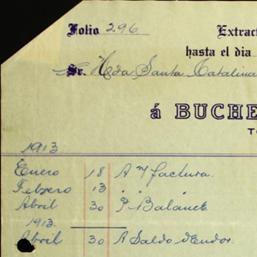 Folio 296 Extract
hasta el dia
Sr. Hda Santa Catalina
á BUCHE
T
1913
Enero 18 A m/ factura.
Febrero 13 " " "
Abril 30 P. Balance
1913
Abril 30 A Saldo deudor.